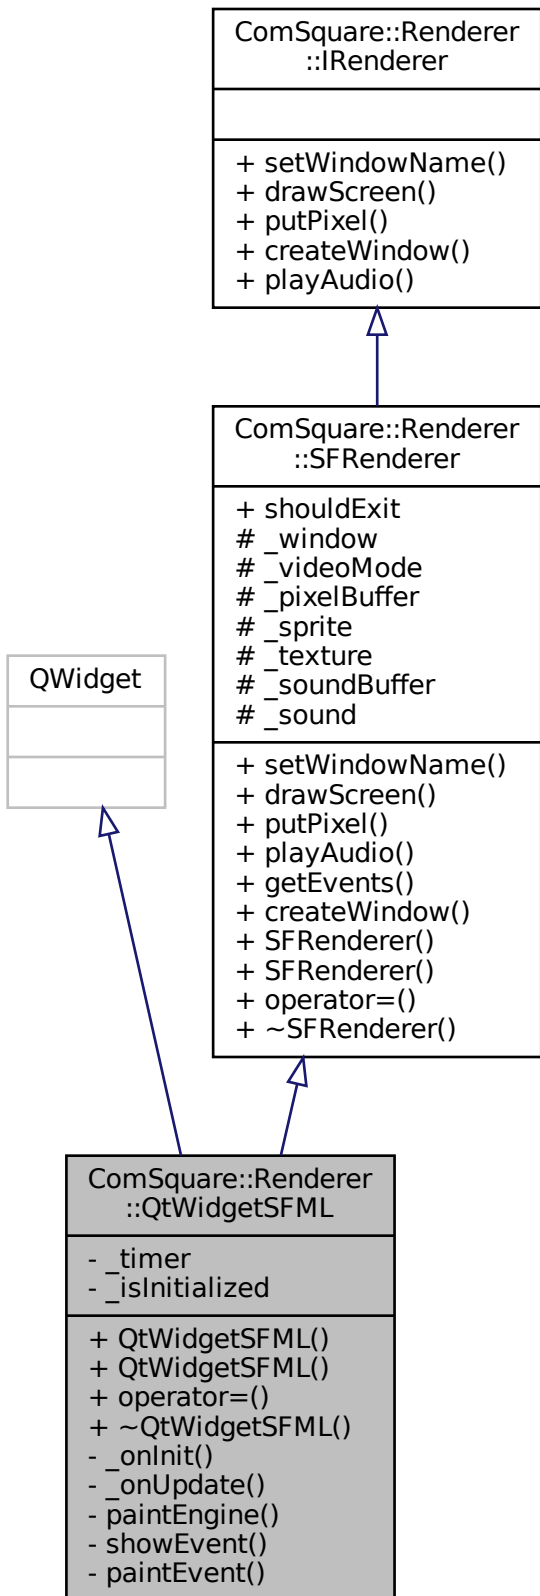 ComSquare::Renderer
::IRenderer
+ setWindowName()
+ drawScreen()
+ putPixel()
+ createWindow()
+ playAudio()
ComSquare::Renderer
::SFRenderer
+ shouldExit
# _window
# _videoMode
# _pixelBuffer
# _sprite
# _texture
# _soundBuffer
# _sound
+ setWindowName()
+ drawScreen()
+ putPixel()
+ playAudio()
+ getEvents()
+ createWindow()
+ SFRenderer()
+ SFRenderer()
+ operator=()
+ ~SFRenderer()
QWidget
ComSquare::Renderer
::QtWidgetSFML
- _timer
- _isInitialized
+ QtWidgetSFML()
+ QtWidgetSFML()
+ operator=()
+ ~QtWidgetSFML()
- _onInit()
- _onUpdate()
- paintEngine()
- showEvent()
- paintEvent()